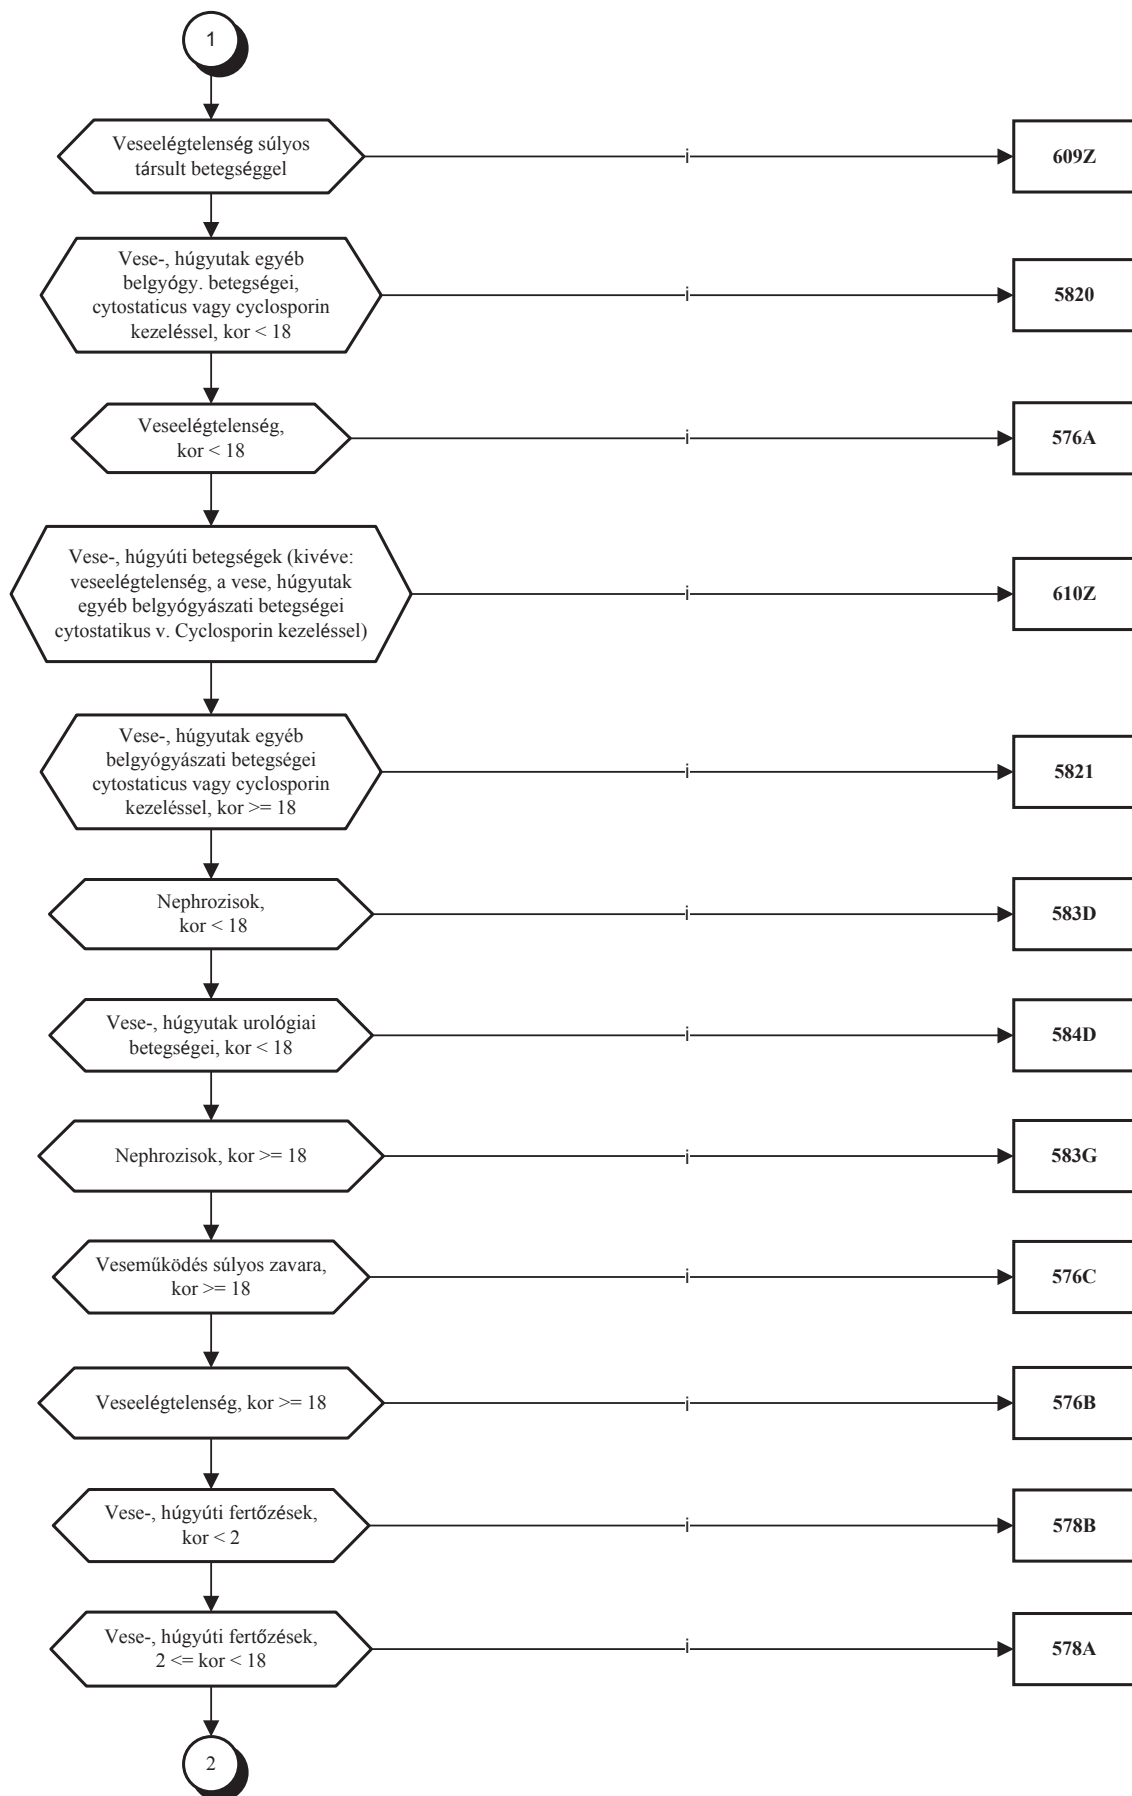 1
Veseelégtelenség súlyos
társult betegséggel
i
609Z
Vese-, húgyutak egyéb
belgyógy. betegségei,
cytostaticus vagy cyclosporin
kezeléssel, kor < 18
i
5820
Veseelégtelenség,
kor < 18
i
576A
Vese-, húgyúti betegségek (kivéve:
veseelégtelenség, a vese, húgyutak
egyéb belgyógyászati betegségei
cytostatikus v. Cyclosporin kezeléssel)
i
610Z
Vese-, húgyutak egyéb
belgyógyászati betegségei
cytostaticus vagy cyclosporin
kezeléssel, kor >= 18
i
5821
Nephrozisok,
kor < 18
i
583D
Vese-, húgyutak urológiai
betegségei, kor < 18
i
584D
Nephrozisok, kor >= 18
i
583G
Veseműködés súlyos zavara,
kor >= 18
i
576C
Veseelégtelenség, kor >= 18
i
576B
Vese-, húgyúti fertőzések,
kor < 2
i
578B
Vese-, húgyúti fertőzések,
2 <= kor < 18
i
578A
2